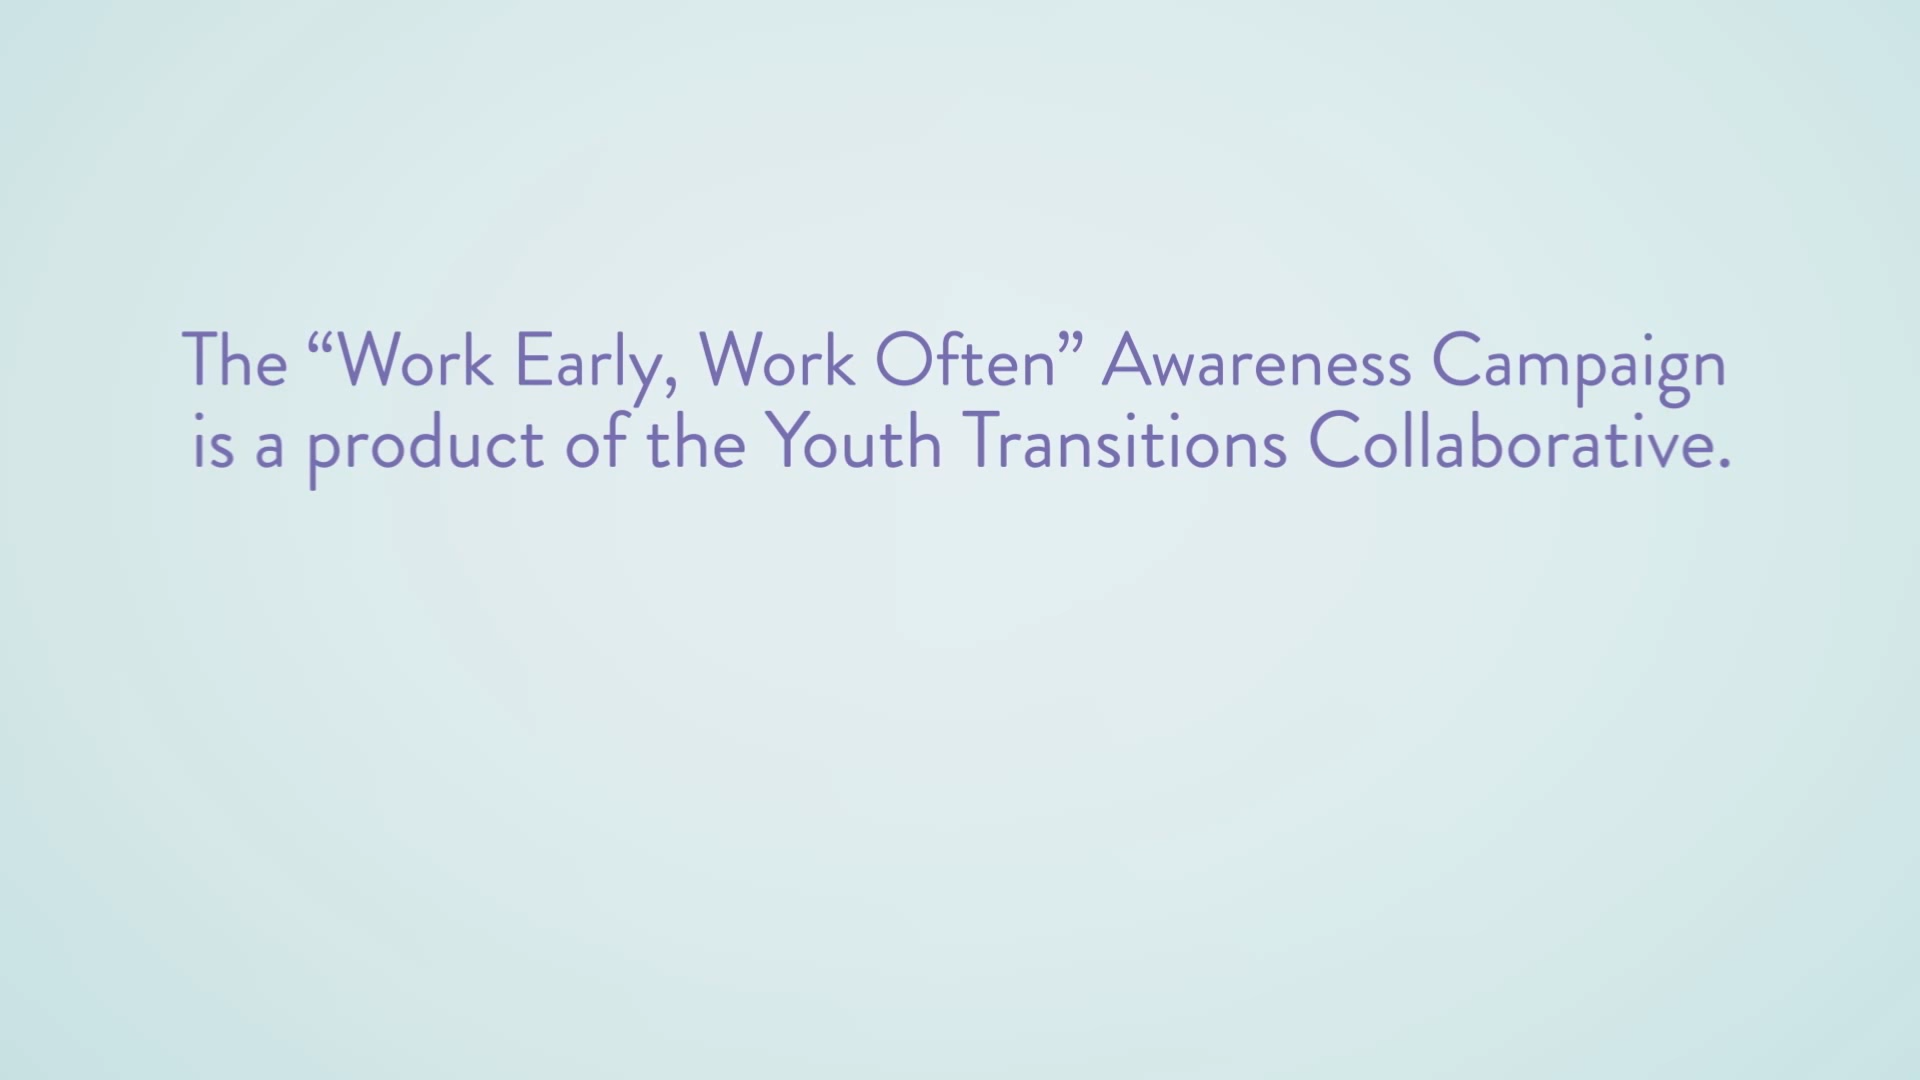 The “Work Early, Work Often” Awareness Campaign
is a product of the Youth Transitions Collaborative.